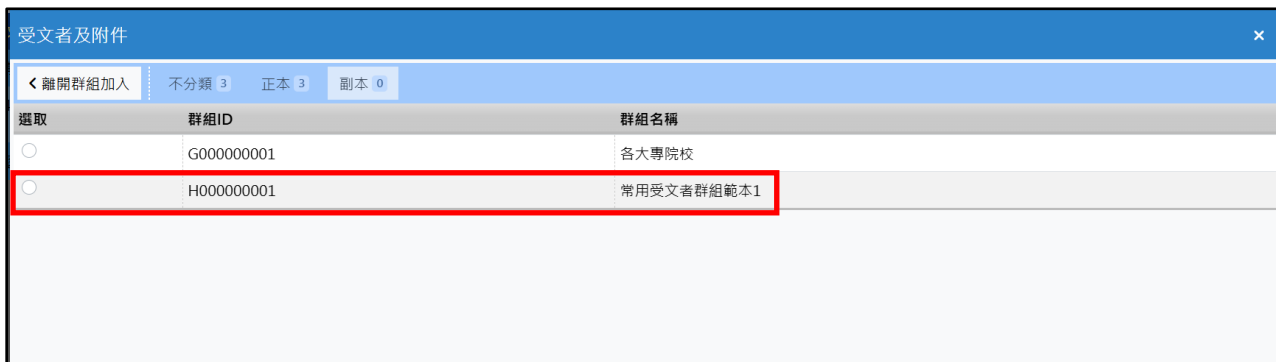 受文者及附件 ×
離開群組加入 不分類 3 正本 3 副本 0
選取 群組ID 群組名稱
G000000001 各大專院校
H000000001 常用受文者群組範本1